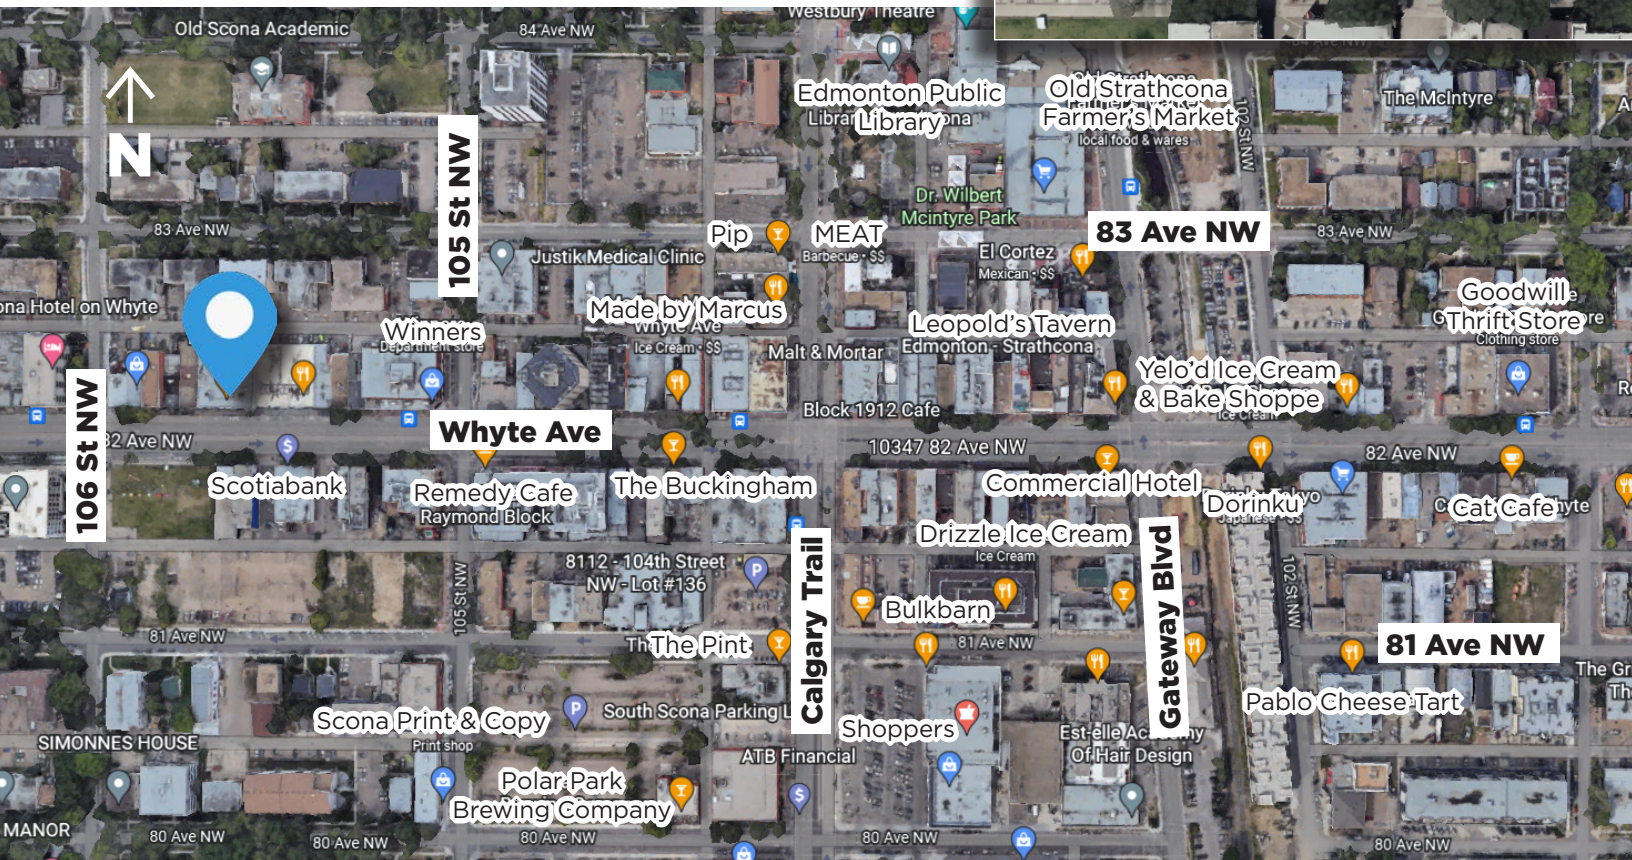 Westbury Theatre
Old Scona Academic
84 Ave NW
N
Edmonton Public
Library
Old Strathcona
Farmer's Market
local food & wares
The McIntyre
102 St NW
105 St NW
Dr. Wilbert
Mcintyre Park
83 Ave NW
83 Ave NW
83 Ave NW
Pip
MEAT
Barbecue • $$
Justik Medical Clinic
El Cortez
Mexican • $$
ona Hotel on Whyte
Made by Marcus
Whyte Ave
Ice Cream • $$
Goodwill
Thrift Store
Clothing store
Winners
Department store
Leopold's Tavern
Edmonton - Strathcona
Malt & Mortar
Yelo'd Ice Cream
& Bake Shoppe
Ice Cream
Block 1912 Cafe
106 St NW
82 Ave NW
Whyte Ave
10347 82 Ave NW
82 Ave NW
Scotiabank
Remedy Cafe
Raymond Block
The Buckingham
Commercial Hotel
Dorinku
Japanese • $$
Cat Cafe
Drizzle Ice Cream
Ice Cream
8112 - 104th Street
NW - Lot #136
P
Calgary Trail
Gateway Blvd
105 St NW
102 St NW
Bulkbarn
81 Ave NW
The Pint
81 Ave NW
81 Ave NW
Pablo Cheese Tart
Scona Print & Copy
Print shop
P
South Scona Parking L
Shoppers
Est-elle Academy
Of Hair Design
The Gr
SIMONNES HOUSE
ATB Financial
Polar Park
Brewing Company
MANOR
80 Ave NW
80 Ave NW
80 Ave NW
80 Ave NW
80 Ave NW